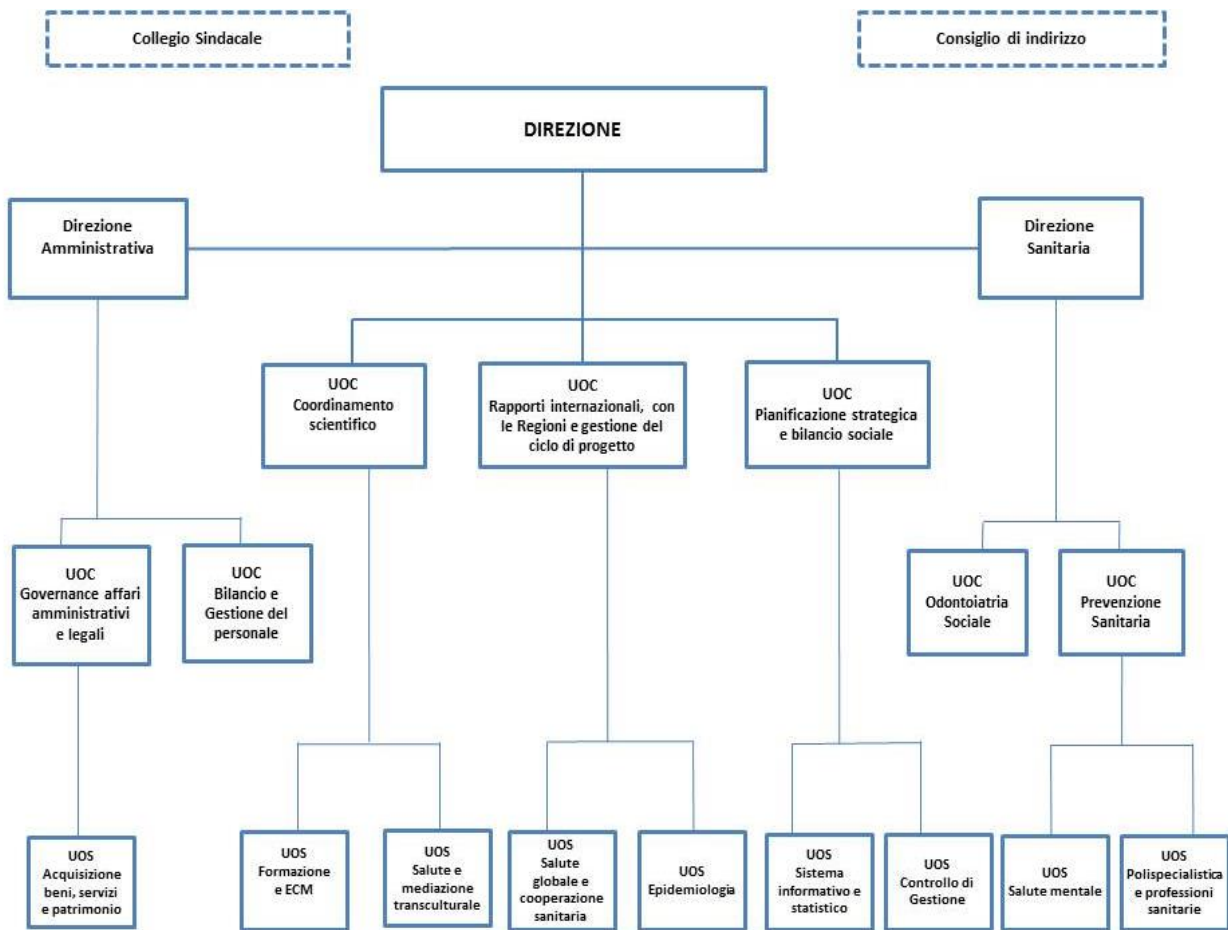 Collegio Sindacale
Consiglio di indirizzo
DIREZIONE
Direzione
Amministrativa
Direzione
Sanitaria
UOC
Coordinamento
scientifico
UOC
Rapporti internazionali, con
le Regioni e gestione del
ciclo di progetto
UOC
Pianificazione strategica
e bilancio sociale
UOC
Governance affari
amministrativi
e legali
UOC
Bilancio e
Gestione del
personale
UOC
Odontoiatria
Sociale
UOC
Prevenzione
Sanitaria
UOS
Acquisizione
beni, servizi
e patrimonio
UOS
Formazione
e ECM
UOS
Salute e
mediazione
transculturale
UOS
Salute
globale e
cooperazione
sanitaria
UOS
Epidemiologia
UOS
Sistema
informativo e
statistico
UOS
Controllo di
Gestione
UOS
Salute mentale
UOS
Polispecialistica
e professioni
sanitarie